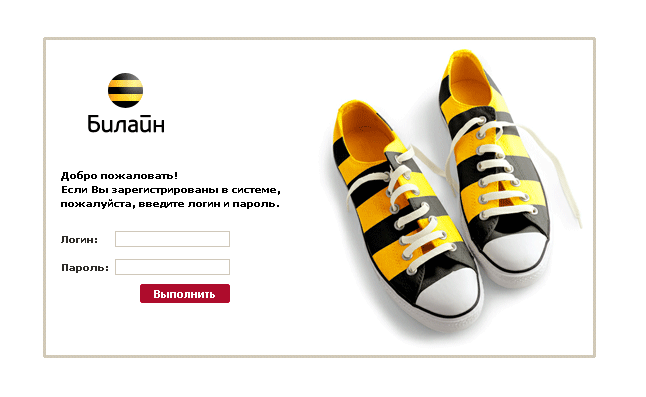 Билайн
Добро пожаловать!
Если Вы зарегистрированы в системе,
пожалуйста, введите логин и пароль.
Логин:
Пароль:
Выполнить